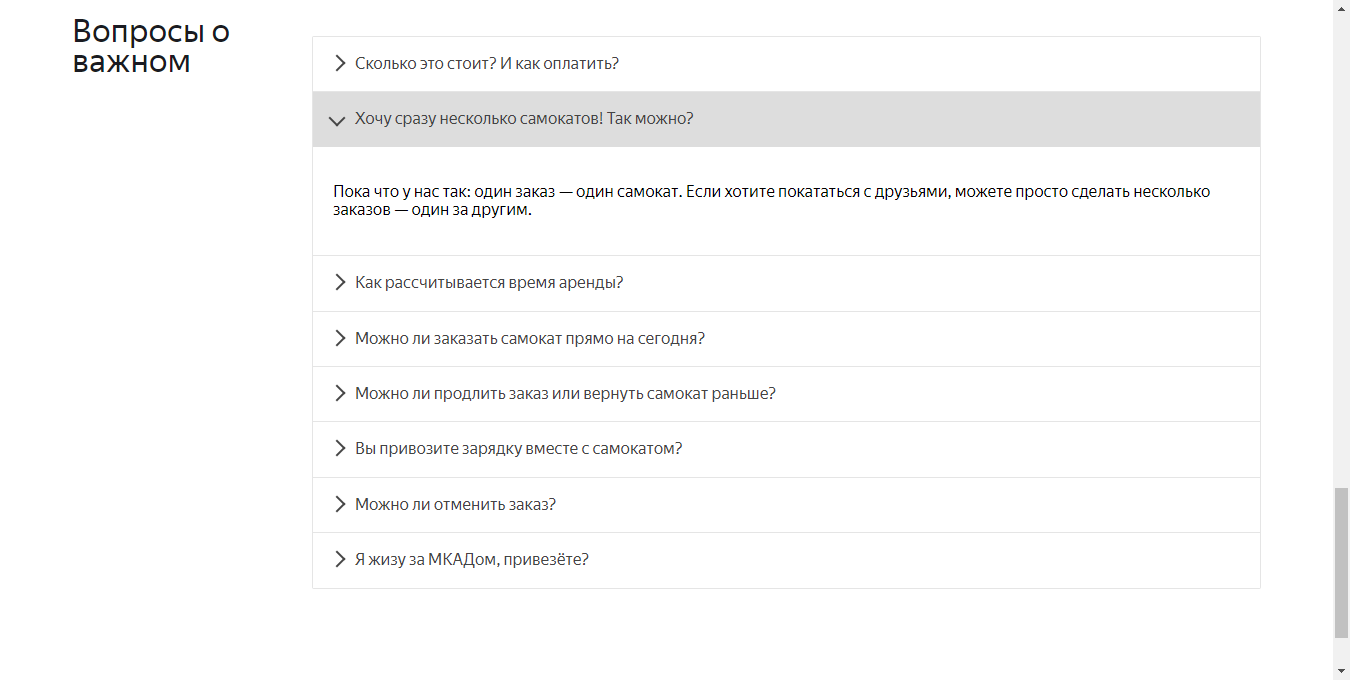 Вопросы о
важном
Сколько это стоит? И как оплатить?
Хочу сразу несколько самокатов! Так можно?
Пока что у нас так: один заказ — один самокат. Если хотите покататься с друзьями, можете просто сделать несколько
заказов — один за другим.
Как рассчитывается время аренды?
Можно ли заказать самокат прямо на сегодня?
Можно ли продлить заказ или вернуть самокат раньше?
Вы привозите зарядку вместе с самокатом?
Можно ли отменить заказ?
Я жизу за МКАДом, привезёте?